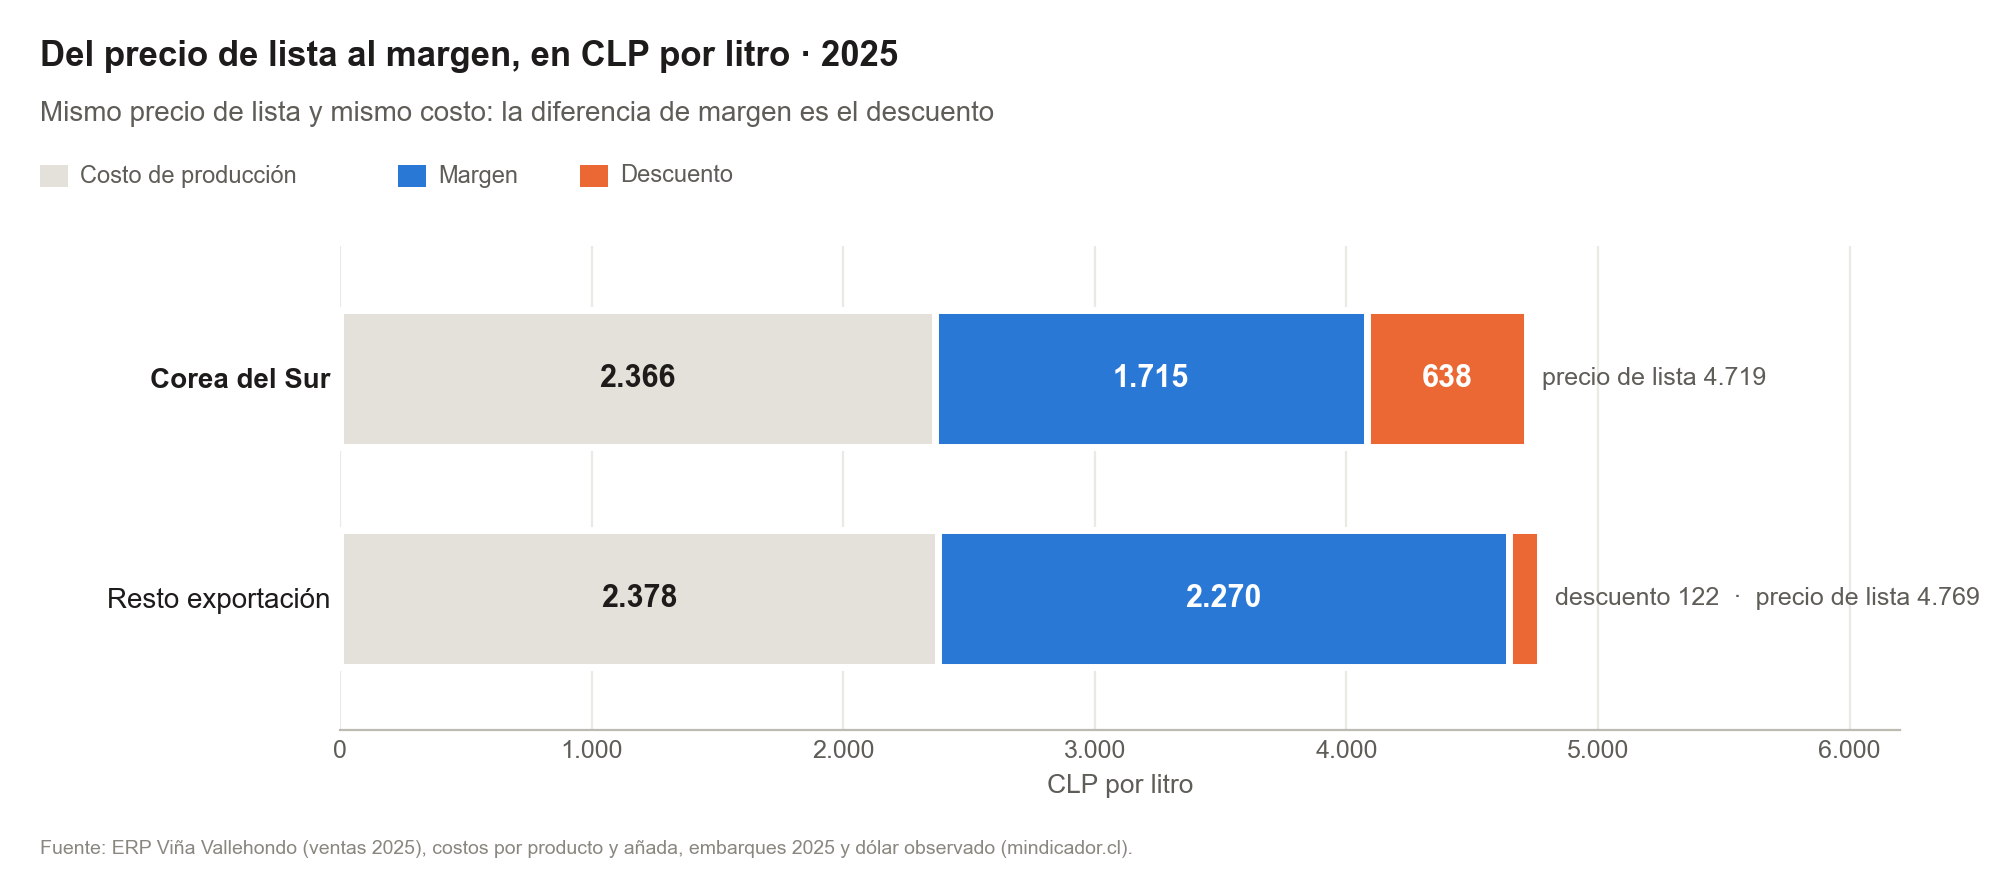 Del precio de lista al margen, en CLP por litro · 2025
Mismo precio de lista y mismo costo: la diferencia de margen es el descuento
Costo de producción
Margen
Descuento
Corea del Sur
2.366
1.715
638
precio de lista 4.719
Resto exportación
2.378
2.270
descuento 122 · precio de lista 4.769
0
1.000
2.000
3.000
4.000
5.000
6.000
CLP por litro
Fuente: ERP Viña Vallehondo (ventas 2025), costos por producto y añada, embarques 2025 y dólar observado (mindicador.cl).